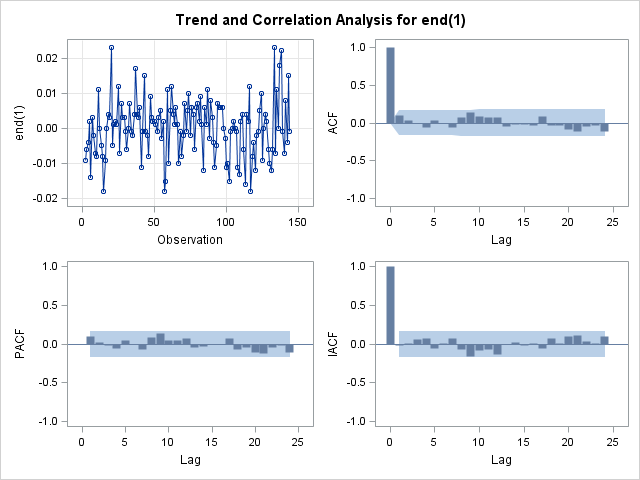 Trend and Correlation Analysis for end(1)
end(1)
0.02
0.01
0.00
-0.01
-0.02
0 50 100 150
Observation
ACF
1.0
0.5
0.0
-0.5
-1.0
0 5 10 15 20 25
Lag
PACF
1.0
0.5
0.0
-0.5
-1.0
0 5 10 15 20 25
Lag
IACF
1.0
0.5
0.0
-0.5
-1.0
0 5 10 15 20 25
Lag